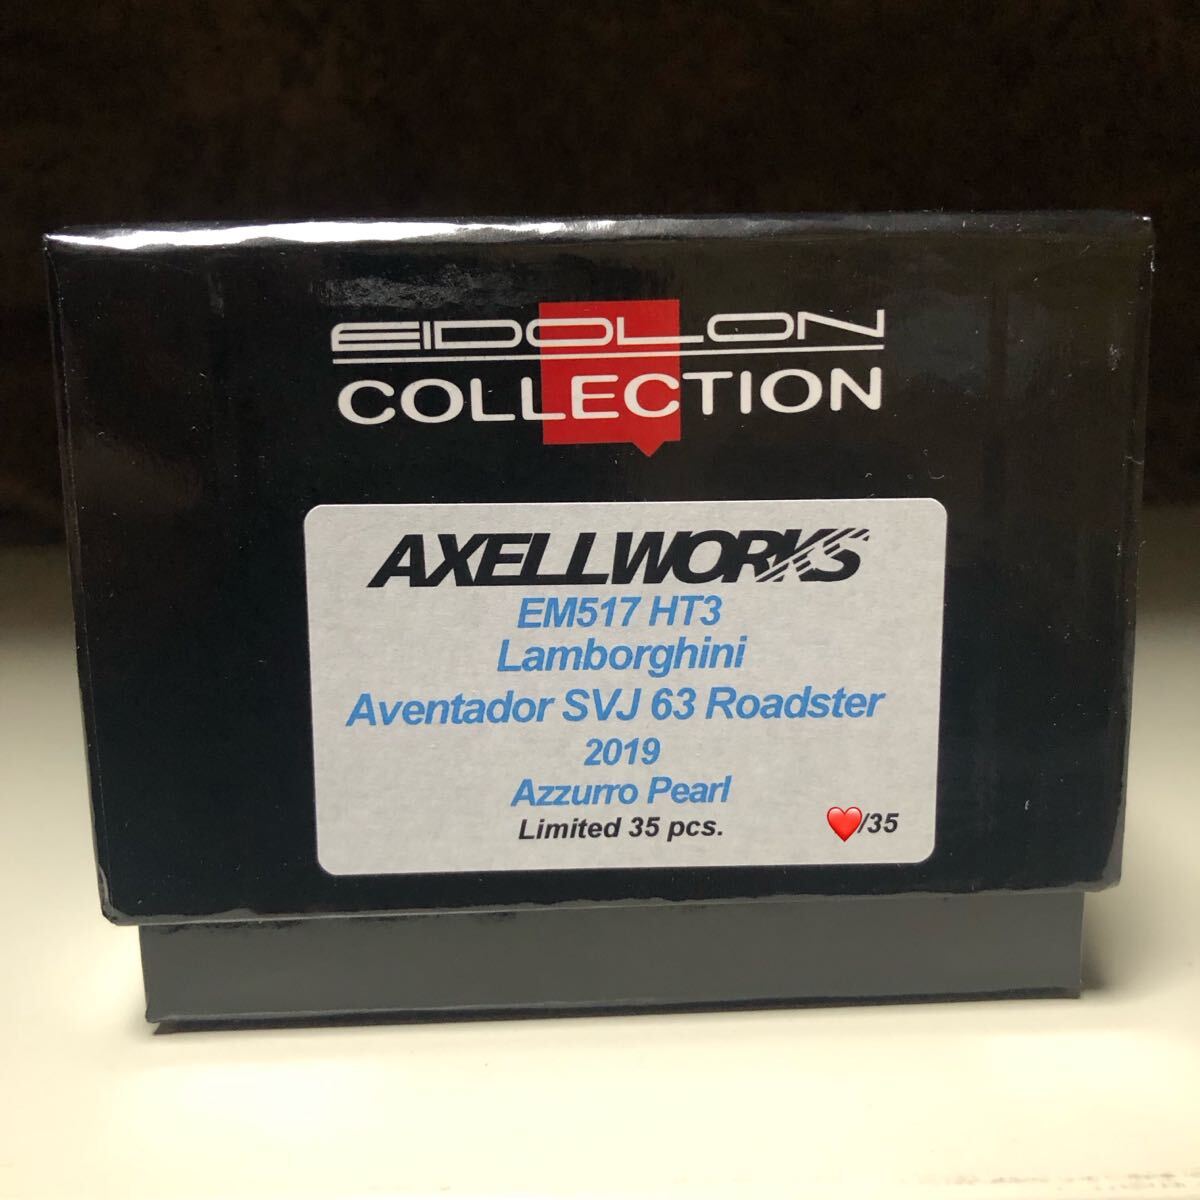 EIDOLON
COLLECTION
AXELLWORKS
EM517 HT3
Lamborghini
Aventador SVJ 63 Roadster
2019
Azzurro Pearl
Limited 35 pcs.
❤️/35